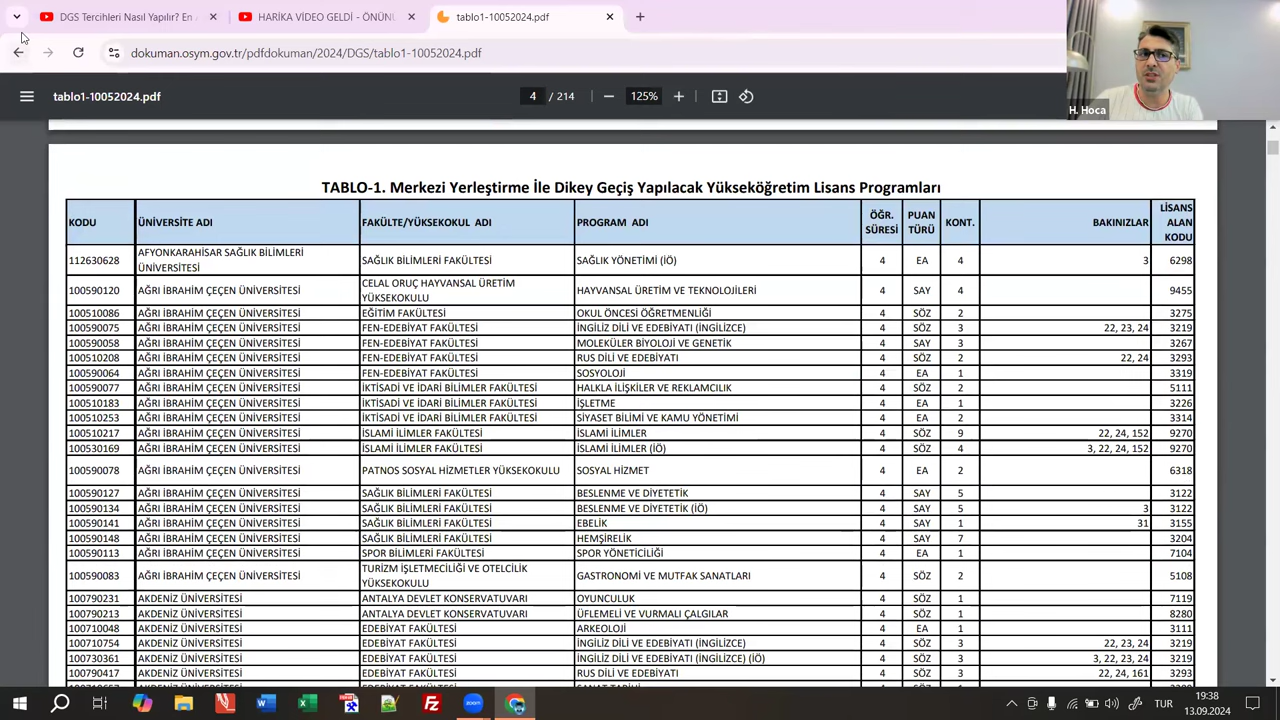 DGS Tercihleri Nasıl Yapılır? En
HARİKA VİDEO GELDİ - ÖNÜN
tablo1-10052024.pdf
dokuman.osym.gov.tr/pdfdokuman/2024/DGS/tablo1-10052024.pdf
tablo1-10052024.pdf 4 / 214 125%
H. Hoca
TABLO-1. Merkezi Yerleştirme İle Dikey Geçiş Yapılacak Yükseköğretim Lisans Programları
KODU ÜNİVERSİTE ADI FAKÜLTE/YÜKSEKOKUL ADI PROGRAM ADI ÖĞR. SÜRESİ PUAN TÜRÜ KONT. BAKINIZLAR LİSANS ALAN KODU
112630628 AFYONKARAHİSAR SAĞLIK BİLİMLERİ ÜNİVERSİTESİ SAĞLIK BİLİMLERİ FAKÜLTESİ SAĞLIK YÖNETİMİ (İÖ) 4 EA 4 3 6298
100590120 AĞRI İBRAHİM ÇEÇEN ÜNİVERSİTESİ CELAL ORUÇ HAYVANSAL ÜRETİM YÜKSEKOKULU HAYVANSAL ÜRETİM VE TEKNOLOJİLERİ 4 SAY 4 9455
100510086 AĞRI İBRAHİM ÇEÇEN ÜNİVERSİTESİ EĞİTİM FAKÜLTESİ OKUL ÖNCESİ ÖĞRETMENLİĞİ 4 SÖZ 2 3275
100590075 AĞRI İBRAHİM ÇEÇEN ÜNİVERSİTESİ FEN-EDEBİYAT FAKÜLTESİ İNGİLİZ DİLİ VE EDEBİYATI (İNGİLİZCE) 4 SÖZ 3 22, 23, 24 3219
100590058 AĞRI İBRAHİM ÇEÇEN ÜNİVERSİTESİ FEN-EDEBİYAT FAKÜLTESİ MOLEKÜLER BİYOLOJİ VE GENETİK 4 SAY 3 3267
100510208 AĞRI İBRAHİM ÇEÇEN ÜNİVERSİTESİ FEN-EDEBİYAT FAKÜLTESİ RUS DİLİ VE EDEBİYATI 4 SÖZ 2 22, 24 3293
100590064 AĞRI İBRAHİM ÇEÇEN ÜNİVERSİTESİ FEN-EDEBİYAT FAKÜLTESİ SOSYOLOJİ 4 EA 1 3319
100590077 AĞRI İBRAHİM ÇEÇEN ÜNİVERSİTESİ İKTİSADİ VE İDARİ BİLİMLER FAKÜLTESİ HALKLA İLİŞKİLER VE REKLAMCILIK 4 SÖZ 2 5111
100510183 AĞRI İBRAHİM ÇEÇEN ÜNİVERSİTESİ İKTİSADİ VE İDARİ BİLİMLER FAKÜLTESİ İŞLETME 4 EA 1 3226
100510253 AĞRI İBRAHİM ÇEÇEN ÜNİVERSİTESİ İKTİSADİ VE İDARİ BİLİMLER FAKÜLTESİ SİYASET BİLİMİ VE KAMU YÖNETİMİ 4 EA 2 3314
100510217 AĞRI İBRAHİM ÇEÇEN ÜNİVERSİTESİ İSLAMİ İLİMLER FAKÜLTESİ İSLAMİ İLİMLER 4 SÖZ 9 22, 24, 152 9270
100530169 AĞRI İBRAHİM ÇEÇEN ÜNİVERSİTESİ İSLAMİ İLİMLER FAKÜLTESİ İSLAMİ İLİMLER (İÖ) 4 SÖZ 4 3, 22, 24, 152 9270
100590078 AĞRI İBRAHİM ÇEÇEN ÜNİVERSİTESİ PATNOS SOSYAL HİZMETLER YÜKSEKOKULU SOSYAL HİZMET 4 EA 2 6318
100590127 AĞRI İBRAHİM ÇEÇEN ÜNİVERSİTESİ SAĞLIK BİLİMLERİ FAKÜLTESİ BESLENME VE DİYETETİK 4 SAY 5 3122
100590134 AĞRI İBRAHİM ÇEÇEN ÜNİVERSİTESİ SAĞLIK BİLİMLERİ FAKÜLTESİ BESLENME VE DİYETETİK (İÖ) 4 SAY 5 3 3122
100590141 AĞRI İBRAHİM ÇEÇEN ÜNİVERSİTESİ SAĞLIK BİLİMLERİ FAKÜLTESİ EBELİK 4 SAY 1 31 3155
100590148 AĞRI İBRAHİM ÇEÇEN ÜNİVERSİTESİ SAĞLIK BİLİMLERİ FAKÜLTESİ HEMŞİRELİK 4 SAY 7 3204
100590113 AĞRI İBRAHİM ÇEÇEN ÜNİVERSİTESİ SPOR BİLİMLERİ FAKÜLTESİ SPOR YÖNETİCİLİĞİ 4 EA 1 7104
100590083 AĞRI İBRAHİM ÇEÇEN ÜNİVERSİTESİ TURİZM İŞLETMECİLİĞİ VE OTELCİLİK YÜKSEKOKULU GASTRONOMİ VE MUTFAK SANATLARI 4 SÖZ 2 5108
100790231 AKDENİZ ÜNİVERSİTESİ ANTALYA DEVLET KONSERVATUVARI OYUNCULUK 4 SÖZ 1 7119
100790213 AKDENİZ ÜNİVERSİTESİ ANTALYA DEVLET KONSERVATUVARI ÜFLEMELİ VE VURMALI ÇALGILAR 4 SÖZ 1 8280
100710048 AKDENİZ ÜNİVERSİTESİ EDEBİYAT FAKÜLTESİ ARKEOLOJİ 4 EA 1 3111
100710754 AKDENİZ ÜNİVERSİTESİ EDEBİYAT FAKÜLTESİ İNGİLİZ DİLİ VE EDEBİYATI (İNGİLİZCE) 4 SÖZ 3 22, 23, 24 3219
100730361 AKDENİZ ÜNİVERSİTESİ EDEBİYAT FAKÜLTESİ İNGİLİZ DİLİ VE EDEBİYATI (İNGİLİZCE) (İÖ) 4 SÖZ 3 3, 22, 23, 24 3219
100790417 AKDENİZ ÜNİVERSİTESİ EDEBİYAT FAKÜLTESİ RUS DİLİ VE EDEBİYATI 4 SÖZ 2 22, 24, 161 3293
zoom
TUR
19:38
13.09.2024